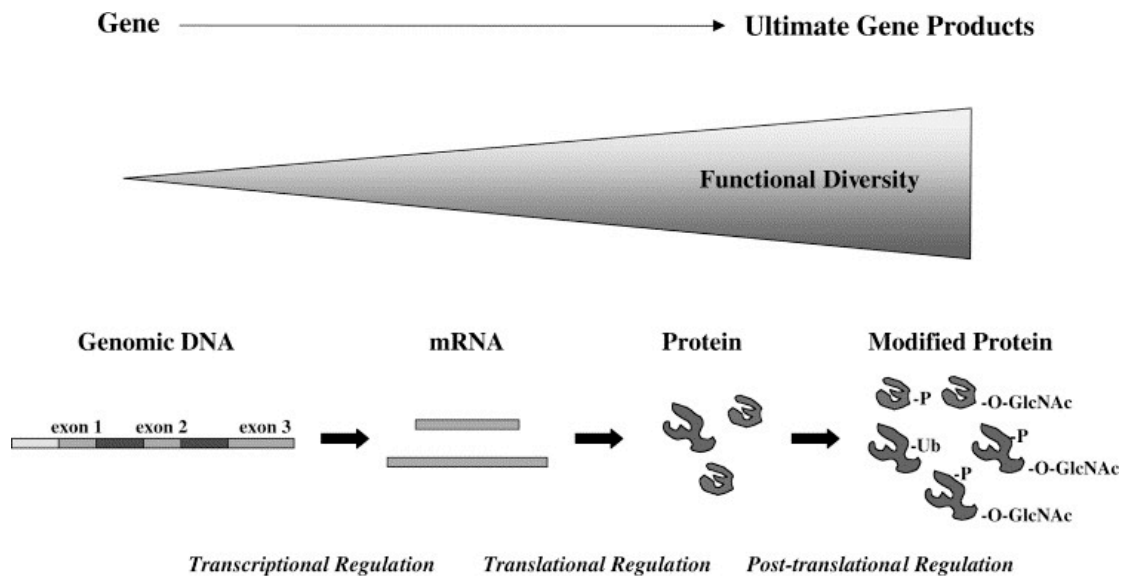 Gene
Ultimate Gene Products
Functional Diversity
Genomic DNA
mRNA
Protein
Modified Protein
exon 1
exon 2
exon 3
-P
-O-GlcNAc
-Ub
-P
-O-GlcNAc
-P
-O-GlcNAc
Transcriptional Regulation
Translational Regulation
Post-translational Regulation